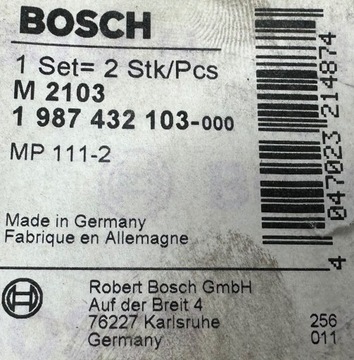 BOSCH
1 Set= 2 Stk/Pcs
M 2103
1 987 432 103-000
MP 111-2
4 047023 214874
Made in Germany
Fabrique en Allemagne
Robert Bosch GmbH
Auf der Breit 4
76227 Karlsruhe 256
Germany 011